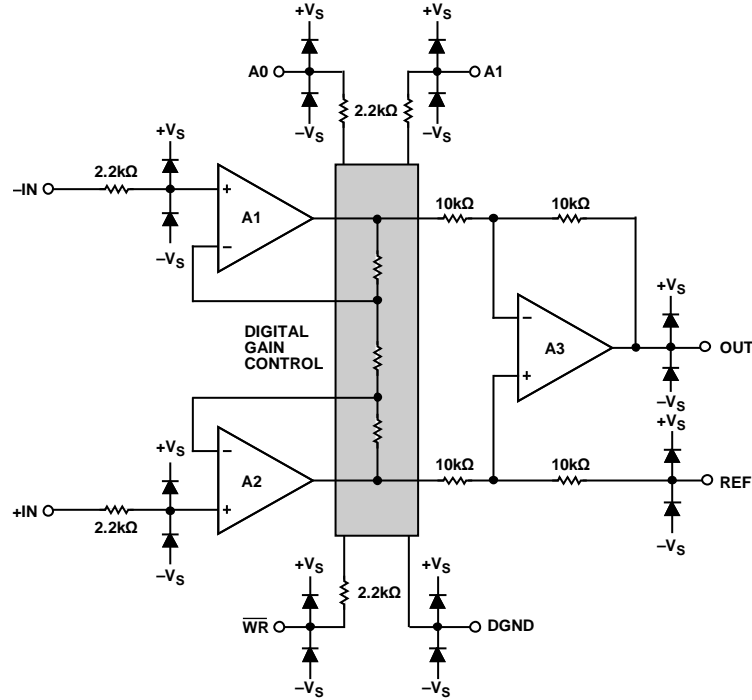 +VS
+VS
A0
A1
2.2kΩ
2.2kΩ
–VS
–VS
+VS
2.2kΩ
–IN
+
A1
–
–VS
10kΩ
10kΩ
+VS
DIGITAL
GAIN
CONTROL
–
A3
+
OUT
–VS
+VS
+VS
–
A2
+
10kΩ
10kΩ
REF
+IN
2.2kΩ
–VS
–VS
+VS
2.2kΩ
+VS
WR
DGND
–VS
–VS